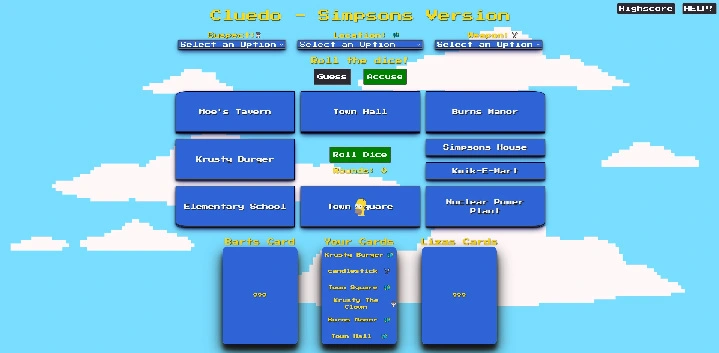 Cluedo - Simpsons Version
Highscore
HELP
Suspect!
Location!
Weapon!
Select an Option
Select an Option
Select an Option
Roll the dice!
Guess
Accuse
Moe's Tavern
Town Hall
Burns Manor
Krusty Burger
Roll Dice
Simpsons House
Rounds: 0
Kwik-E-Mart
Elementary School
Town Square
Nuclear Power
Plant
Barts Card
Your Cards
Lisas Cards
???
Krusty Burger
candlestick
Town Square
Krusty The
Clown
Burns Manor
Town Hall
???